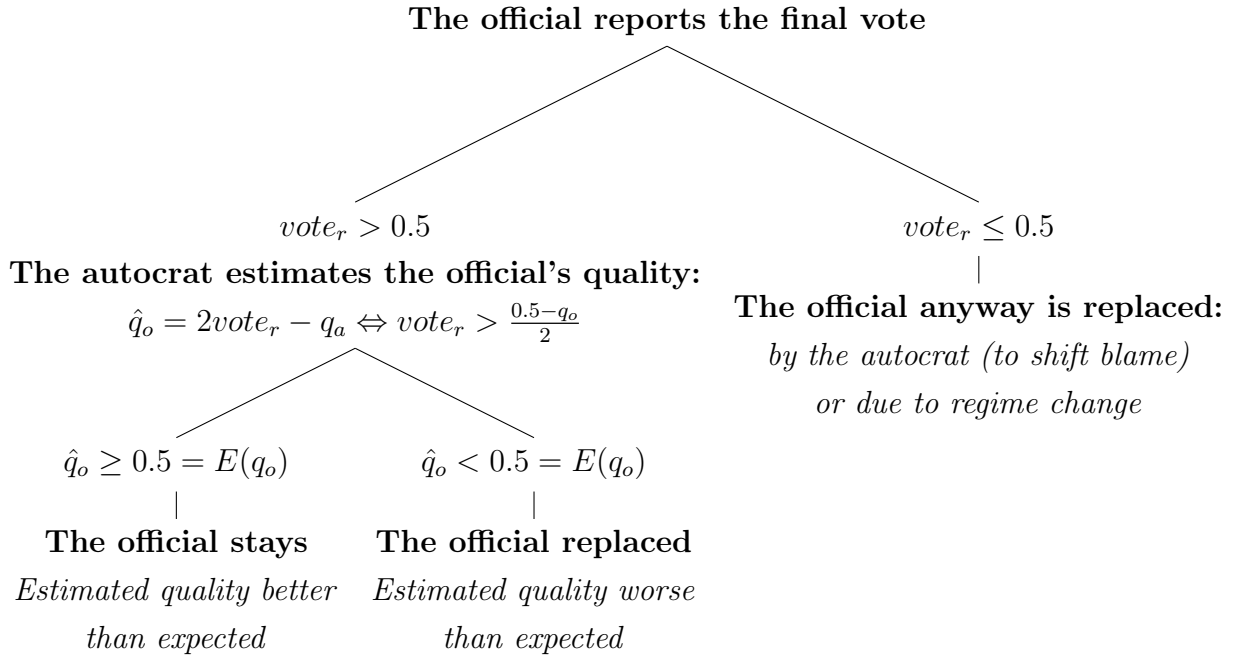 The official reports the final vote
vote_r > 0.5
The autocrat estimates the official's quality:
q̂_o = 2vote_r − q_a ⇔ vote_r > (0.5−q_o)/2
vote_r ≤ 0.5
The official anyway is replaced:
by the autocrat (to shift blame)
or due to regime change
q̂_o ≥ 0.5 = E(q_o)
The official stays
Estimated quality better
than expected
q̂_o < 0.5 = E(q_o)
The official replaced
Estimated quality worse
than expected